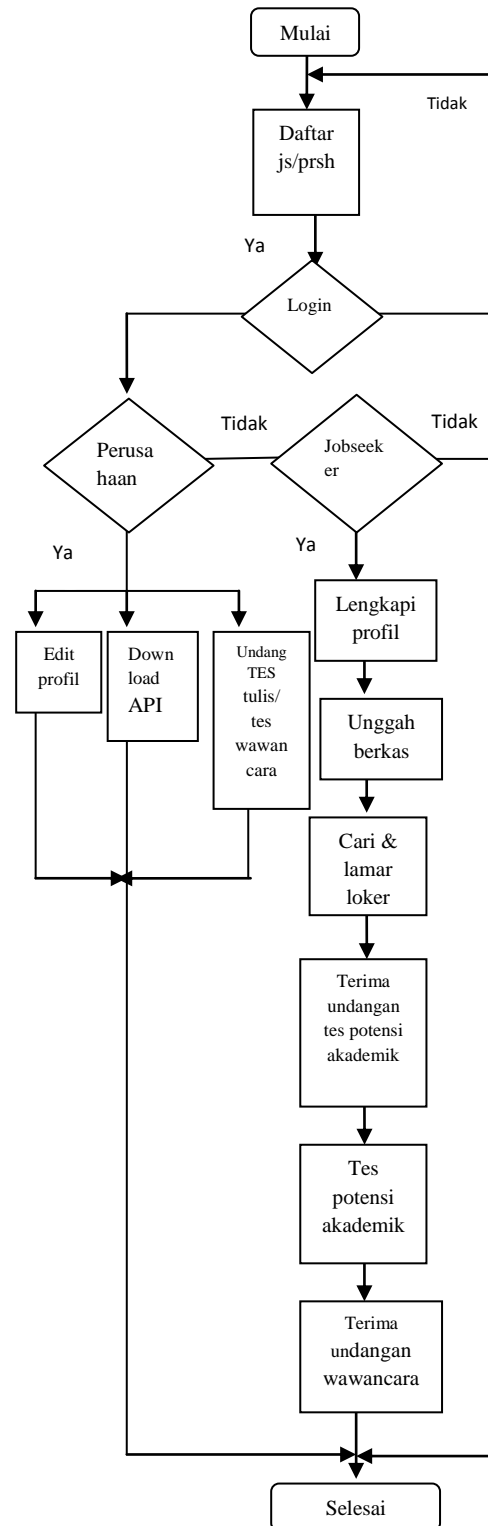 Mulai
Tidak
Daftar
js/prsh
Ya
Login
Perusa
haan
Tidak
Jobseek
er
Tidak
Ya
Ya
Edit
profil
Down
load
API
Undang
TES
tulis/
tes
wawan
cara
Lengkapi
profil
Unggah
berkas
Cari &
lamar
loker
Terima
undangan
tes potensi
akademik
Tes
potensi
akademik
Terima
undangan
wawancara
Selesai